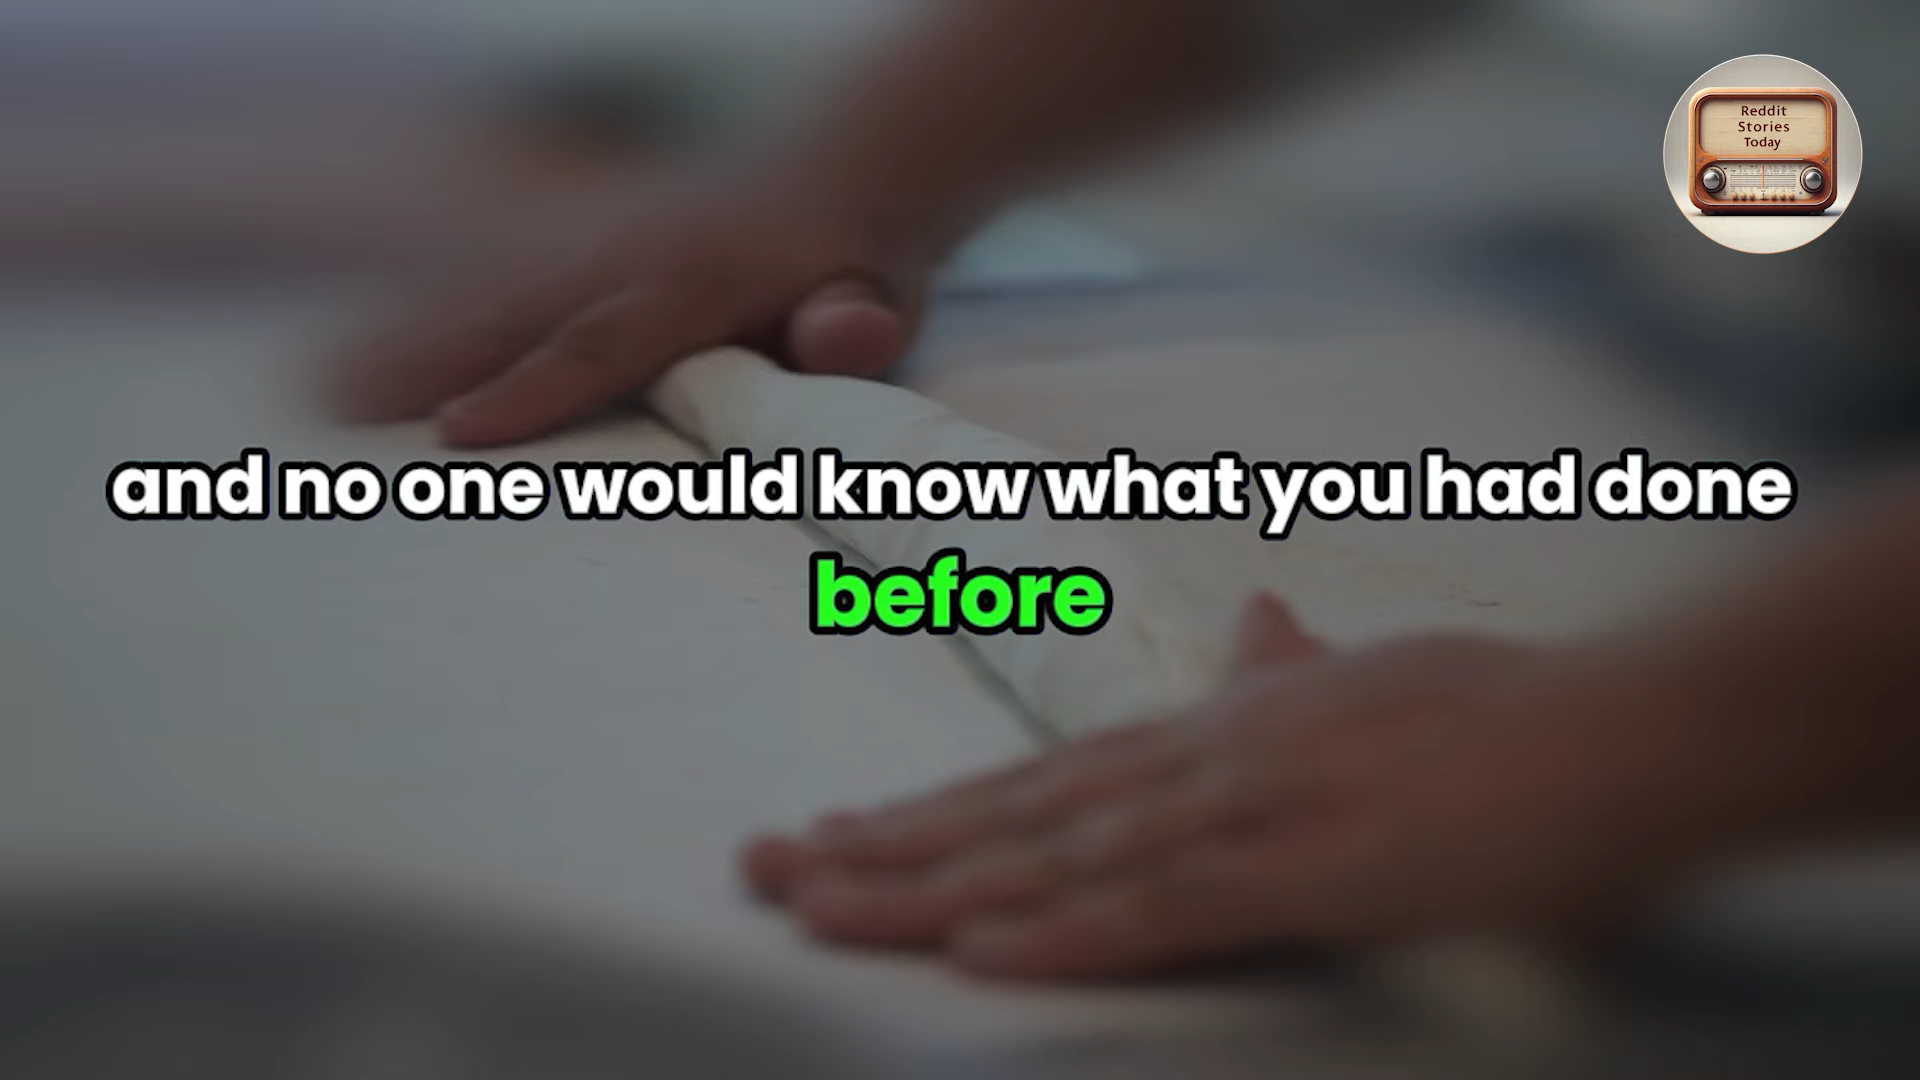 Reddit
Stories
Today
and no one would know what you had done
before